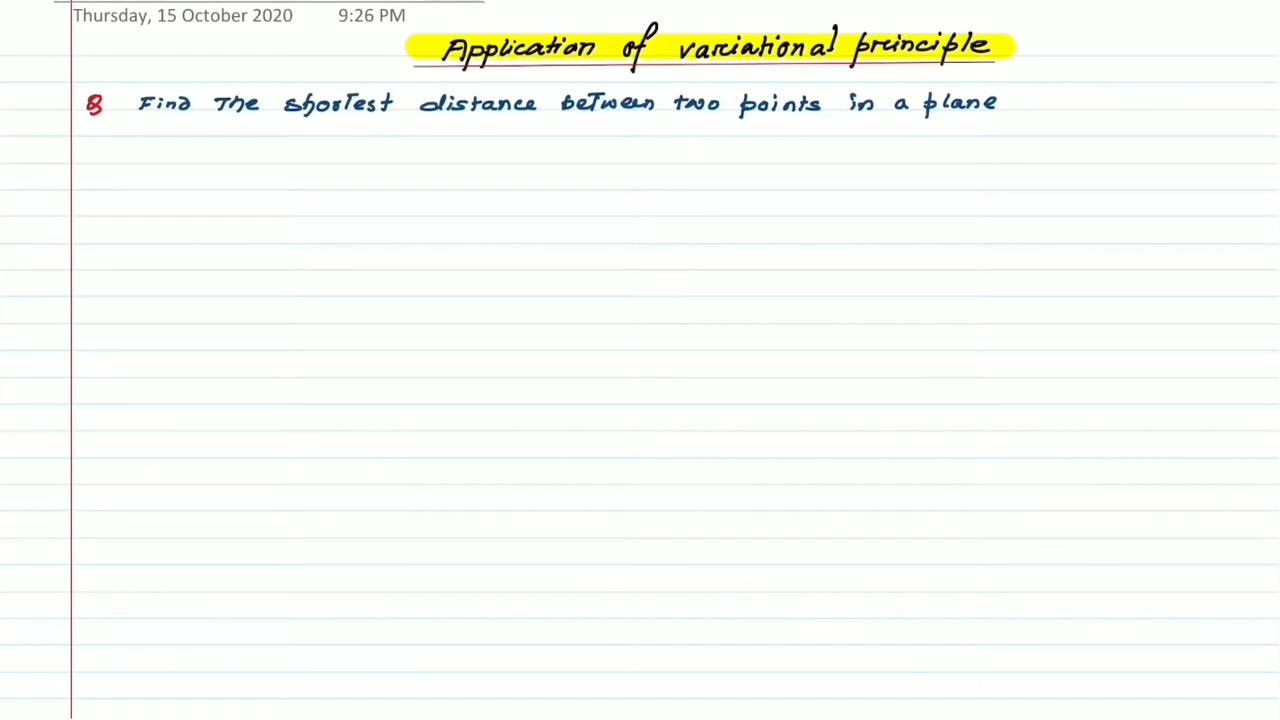 Thursday, 15 October 2020 9:26 PM
Application of variational principle
Q Find The shortest distance between two points in a plane